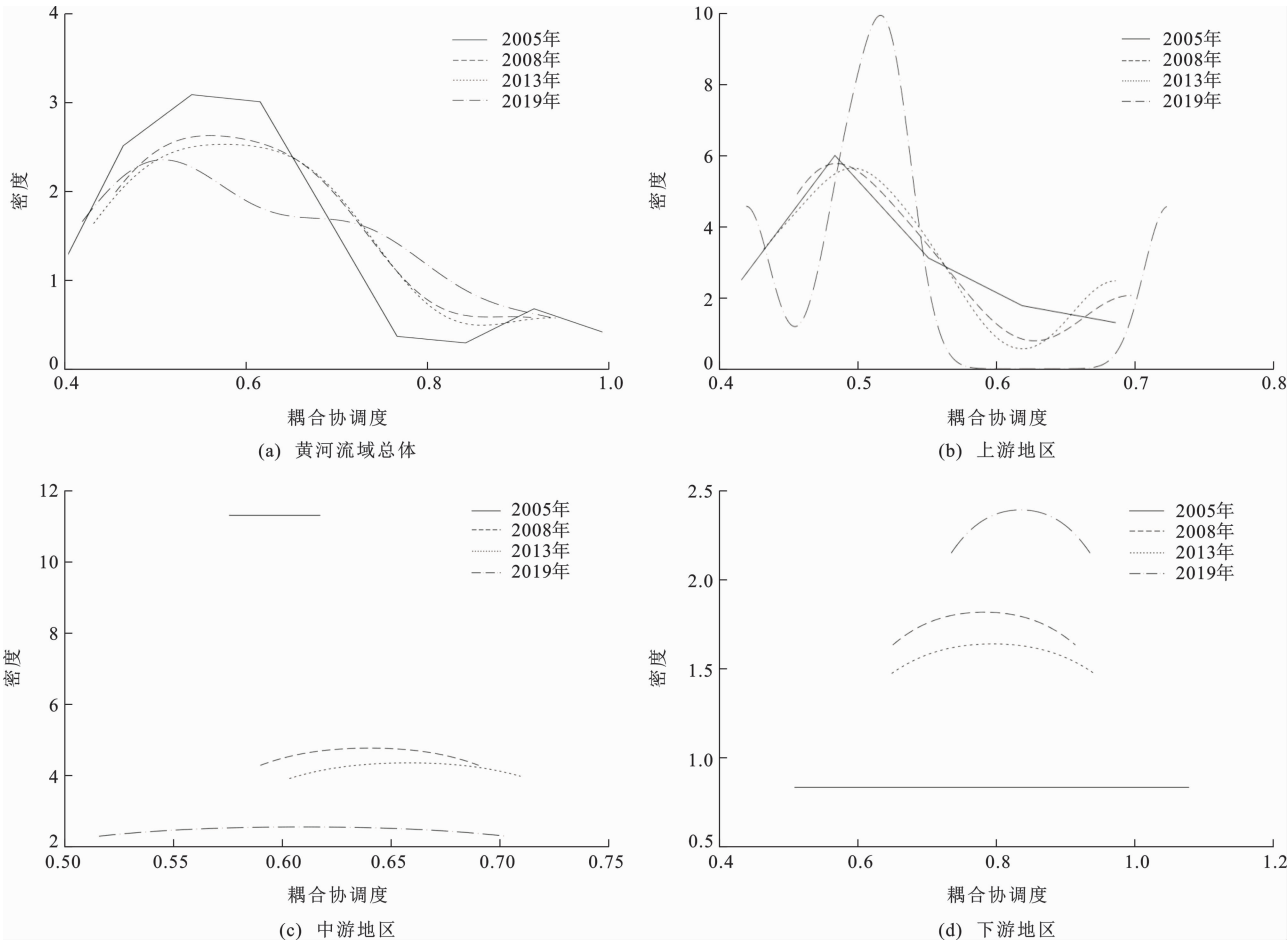 4
3
2
1
0
密度
2005年
2008年
2013年
2019年
0.4
0.6
0.8
1.0
耦合协调度
(a) 黄河流域总体
10
8
6
4
2
0
密度
2005年
2008年
2013年
2019年
0.4
0.5
0.6
0.7
0.8
耦合协调度
(b) 上游地区
12
10
8
6
4
2
密度
2005年
2008年
2013年
2019年
0.50
0.55
0.60
0.65
0.70
0.75
耦合协调度
(c) 中游地区
2.5
2.0
1.5
1.0
0.5
密度
2005年
2008年
2013年
2019年
0.4
0.6
0.8
1.0
1.2
耦合协调度
(d) 下游地区